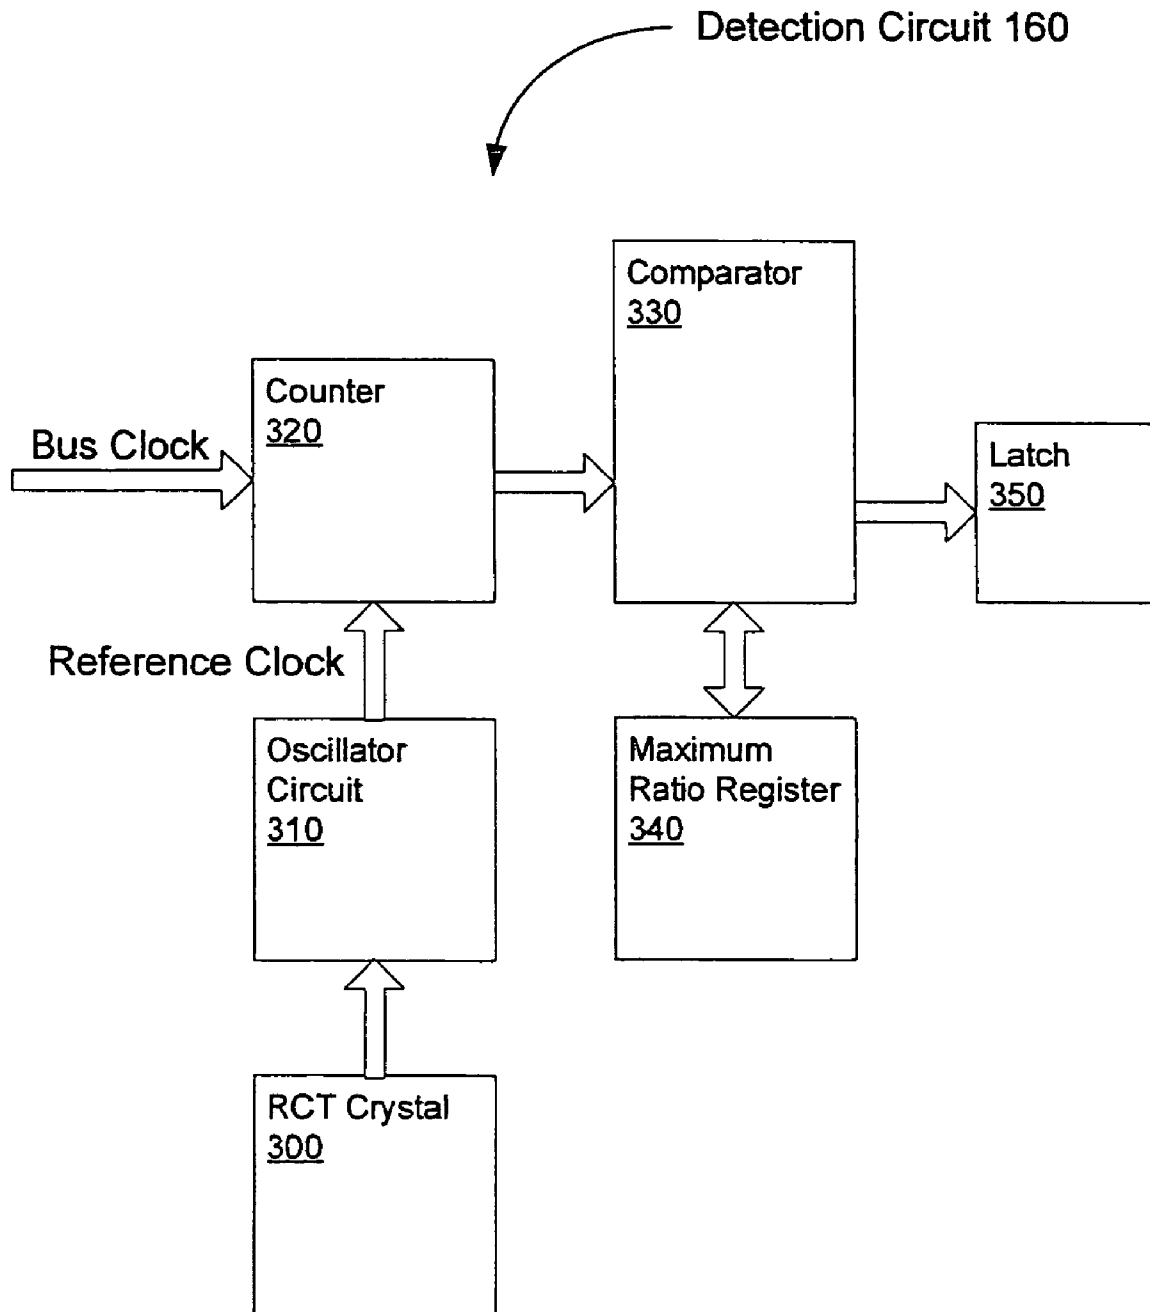 Detection Circuit 160
Comparator
330
Counter
320
Bus Clock
Latch
350
Reference Clock
Oscillator
Circuit
310
Maximum
Ratio Register
340
RCT Crystal
300